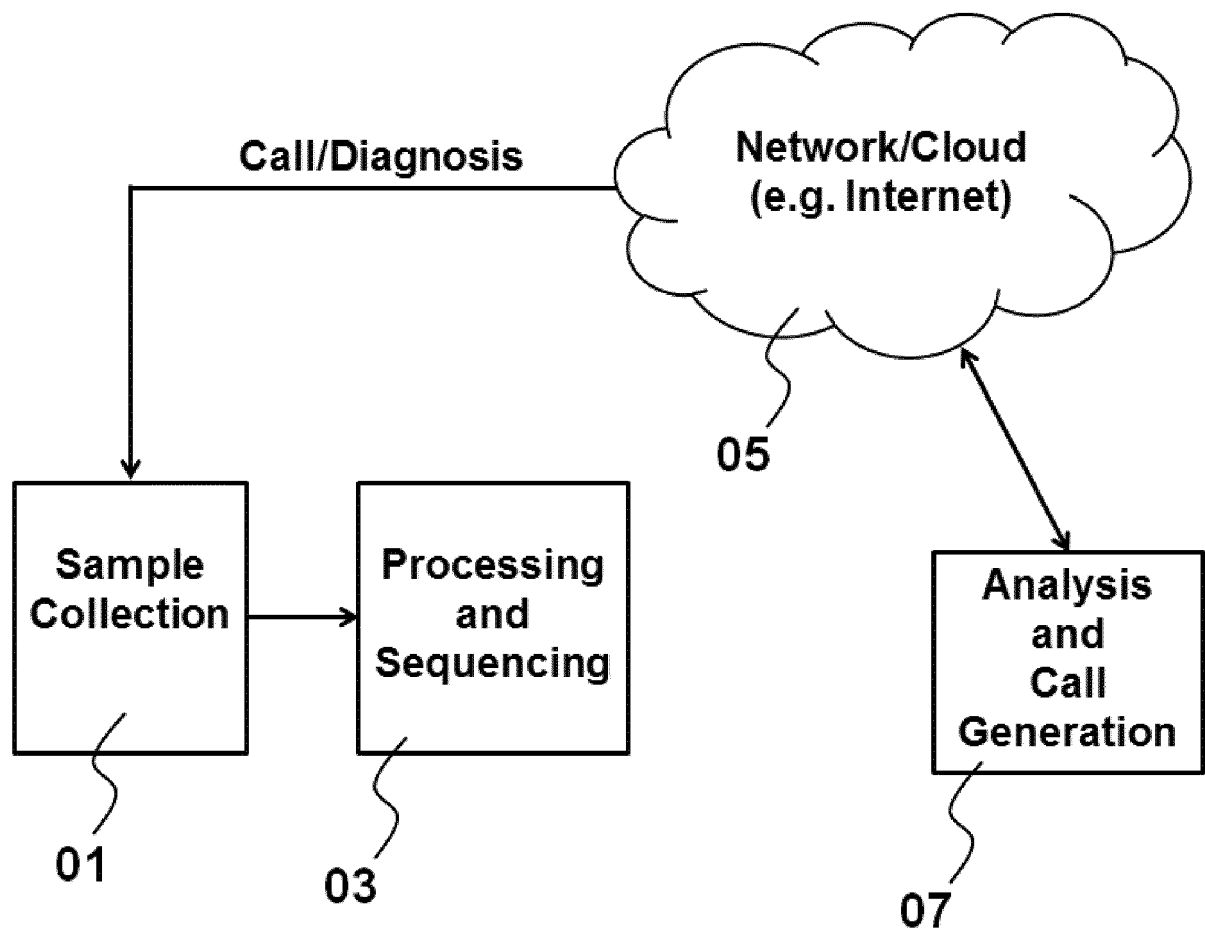 Call/Diagnosis
Network/Cloud
(e.g. Internet)
05
Sample
Collection
01
Processing
and
Sequencing
03
Analysis
and
Call
Generation
07